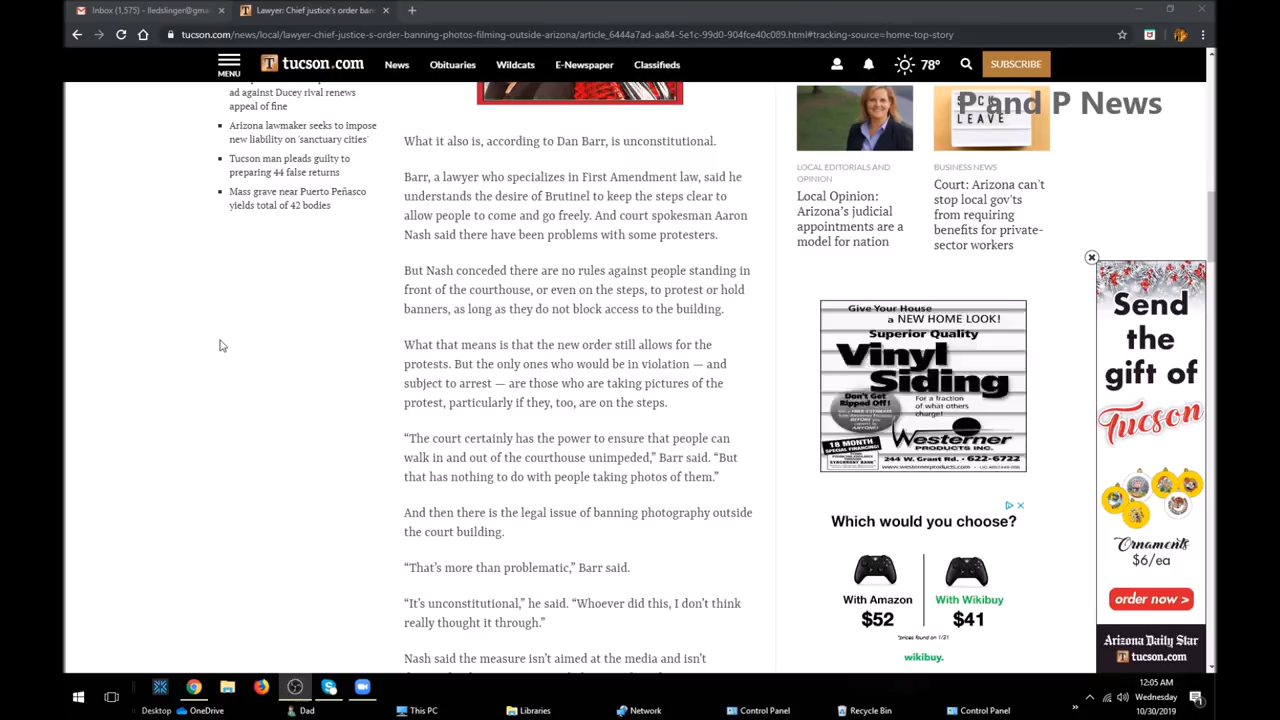 Inbox (1,575) - lledslinger@gma
Lawyer: Chief justice's order ban
tucson.com/news/local/lawyer-chief-justice-s-order-banning-photos-filming-outside-arizona/article_6444a7ad-aa84-5e1c-99d0-904fce40c089.html#tracking-source=home-top-story
MENU
tucson.com
News
Obituaries
Wildcats
E-Newspaper
Classifieds
78°
SUBSCRIBE
P and P News
ad against Ducey rival renews
appeal of fine
Arizona lawmaker seeks to impose
new liability on 'sanctuary cities'
Tucson man pleads guilty to
preparing 44 false returns
Mass grave near Puerto Peñasco
yields total of 42 bodies
What it also is, according to Dan Barr, is unconstitutional.
Barr, a lawyer who specializes in First Amendment law, said he
understands the desire of Brutinel to keep the steps clear to
allow people to come and go freely. And court spokesman Aaron
Nash said there have been problems with some protesters.
But Nash conceded there are no rules against people standing in
front of the courthouse, or even on the steps, to protest or hold
banners, as long as they do not block access to the building.
What that means is that the new order still allows for the
protests. But the only ones who would be in violation — and
subject to arrest — are those who are taking pictures of the
protest, particularly if they, too, are on the steps.
“The court certainly has the power to ensure that people can
walk in and out of the courthouse unimpeded,” Barr said. “But
that has nothing to do with people taking photos of them.”
And then there is the legal issue of banning photography outside
the court building.
“That’s more than problematic,” Barr said.
“It’s unconstitutional,” he said. “Whoever did this, I don’t think
really thought it through.”
Nash said the measure isn’t aimed at the media and isn’t
LOCAL EDITORIALS AND
OPINION
Local Opinion:
Arizona’s judicial
appointments are a
model for nation
SICK
LEAVE
BUSINESS NEWS
Court: Arizona can’t
stop local gov’ts
from requiring
benefits for private-
sector workers
Give Your House
a NEW HOME LOOK!
Superior Quality
Vinyl
Siding
Don't Get
Ripped Off!
For a fraction
of what others
charge!
18 MONTH
SPECIAL FINANCING!
Westerner
PRODUCTS INC.
244 W. Grant Rd. • 622-6722
www.westernerproducts.com
Which would you choose?
With Amazon
$52
With Wikibuy
$41
*prices found on 1/31
wikibuy.
Send
the
gift of
Tucson
Ornaments
$6/ea
order now >
Arizona Daily Star
tucson.com
12:05 AM
Wednesday
10/30/2019
Desktop
OneDrive
Dad
This PC
Libraries
Network
Control Panel
Recycle Bin
Control Panel